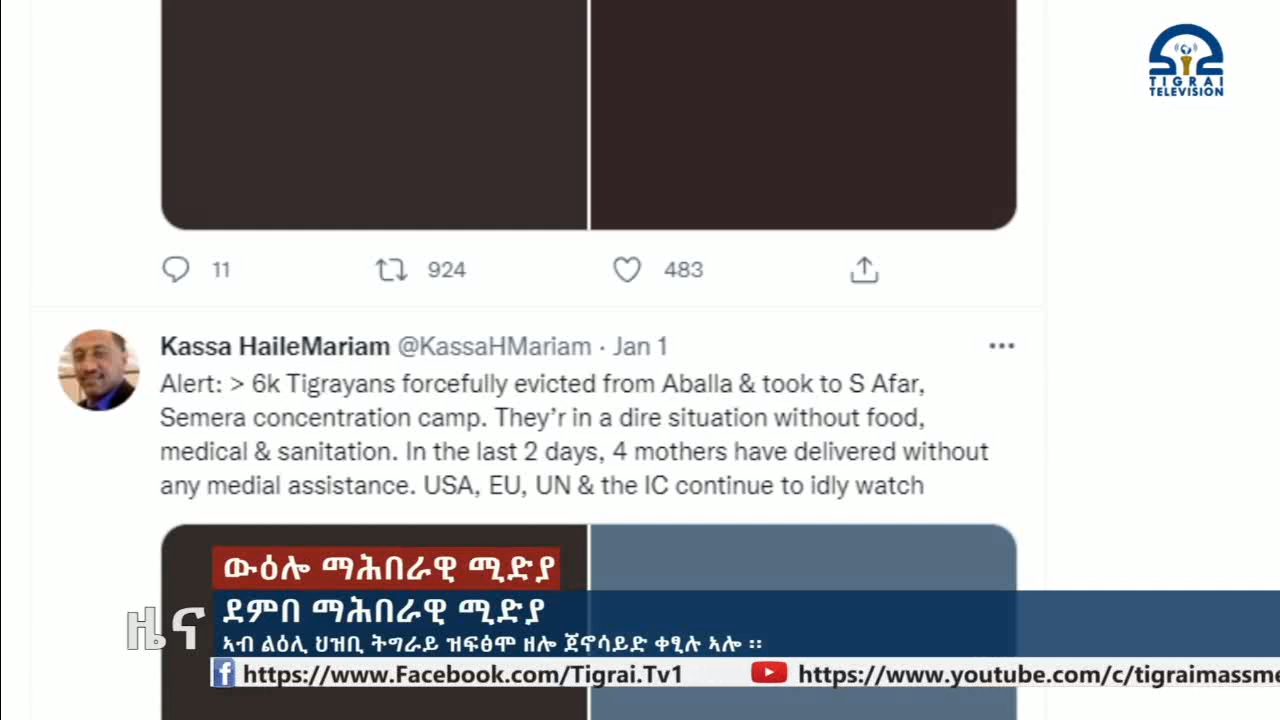 TIGRAI
TELEVISION
11 924 483
Kassa HaileMariam @KassaHMariam · Jan 1
Alert: > 6k Tigrayans forcefully evicted from Aballa & took to S Afar,
Semera concentration camp. They'r in a dire situation without food,
medical & sanitation. In the last 2 days, 4 mothers have delivered without
any medial assistance. USA, EU, UN & the IC continue to idly watch
ውዕሎ ማሕበራዊ ሚድያ
ዜና
ደምበ ማሕበራዊ ሚድያ
ኣብ ልዕሊ ህዝቢ ትግራይ ዝፍፅሞ ዘሎ ጀኖሳይድ ቀፂሉ ኣሎ ፡፡
https://www.Facebook.com/Tigrai.Tv1 https://www.youtube.com/c/tigraimassme